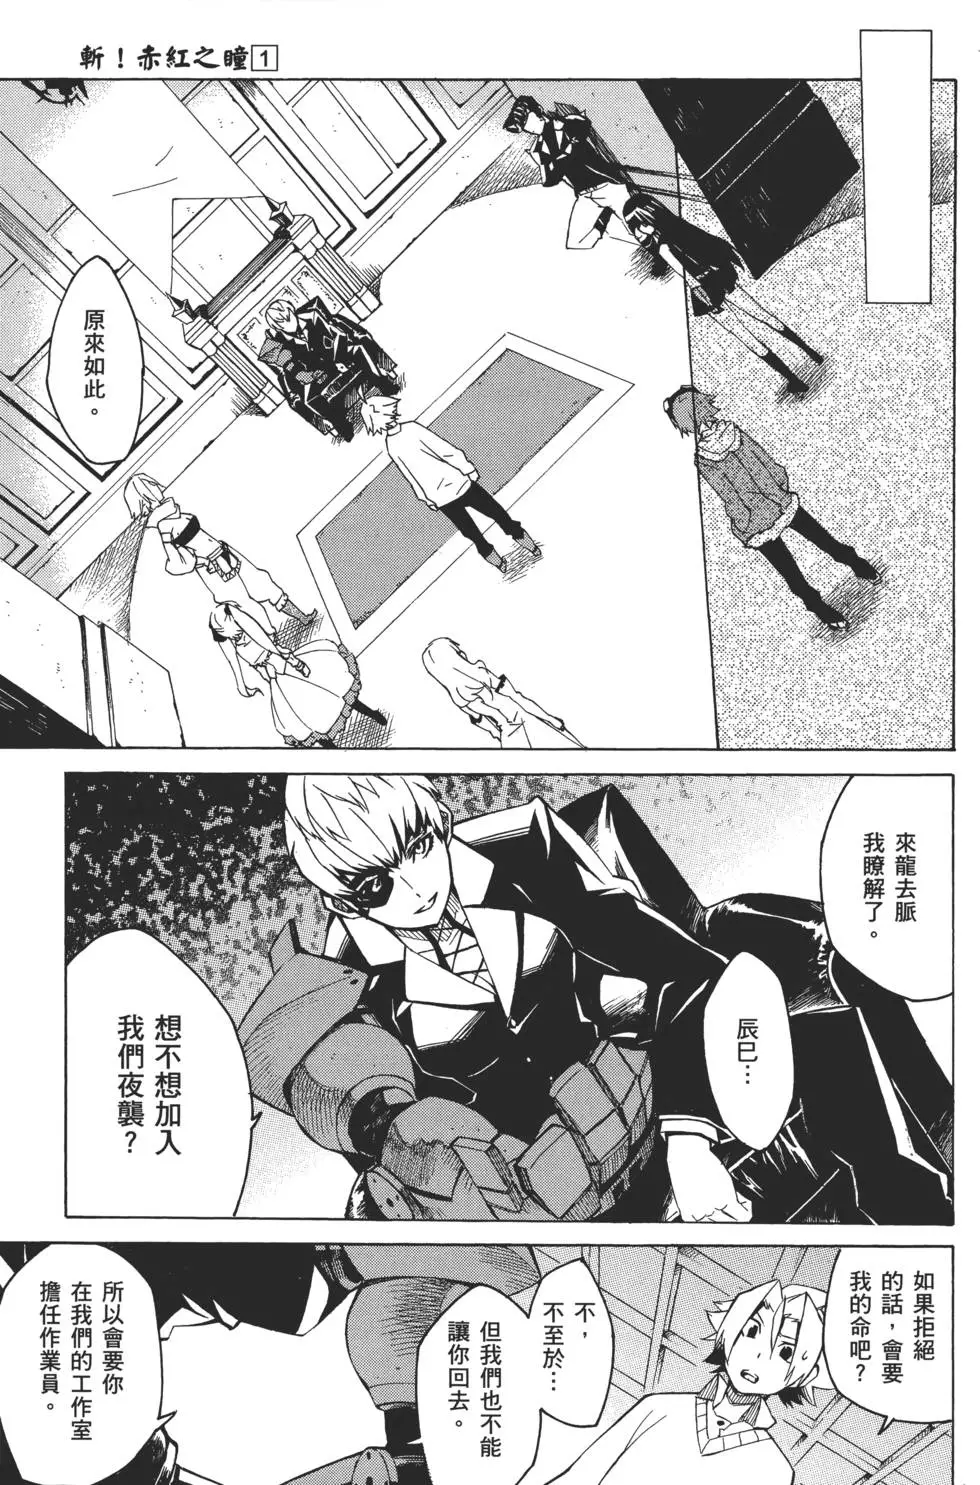 斬！赤紅之瞳1
原來如此。
來龍去脈
我瞭解了。
辰巳…
想不想加入
我們夜襲？
如果拒絕
的話，會要
我的命吧？
不，
不至於…
但我們也不能
讓你回去。
所以會要你
在我們的工作室
擔任作業員。